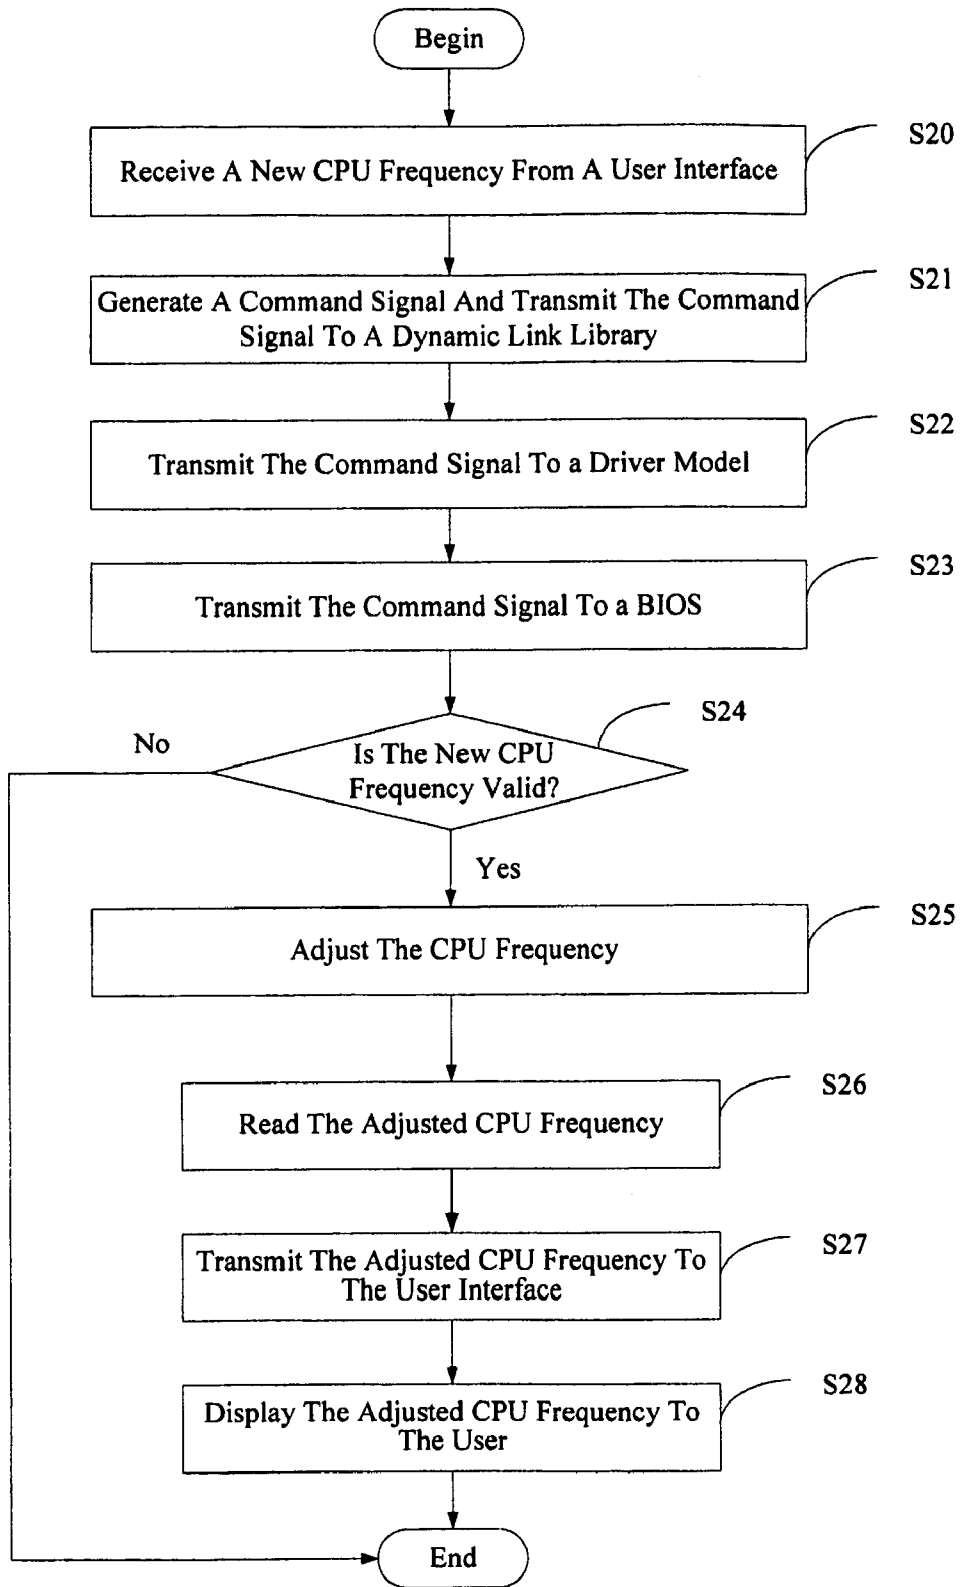 Begin
S20
Receive A New CPU Frequency From A User Interface
S21
Generate A Command Signal And Transmit The Command
Signal To A Dynamic Link Library
S22
Transmit The Command Signal To a Driver Model
S23
Transmit The Command Signal To a BIOS
S24
No
Is The New CPU
Frequency Valid?
Yes
S25
Adjust The CPU Frequency
S26
Read The Adjusted CPU Frequency
S27
Transmit The Adjusted CPU Frequency To
The User Interface
S28
Display The Adjusted CPU Frequency To
The User
End